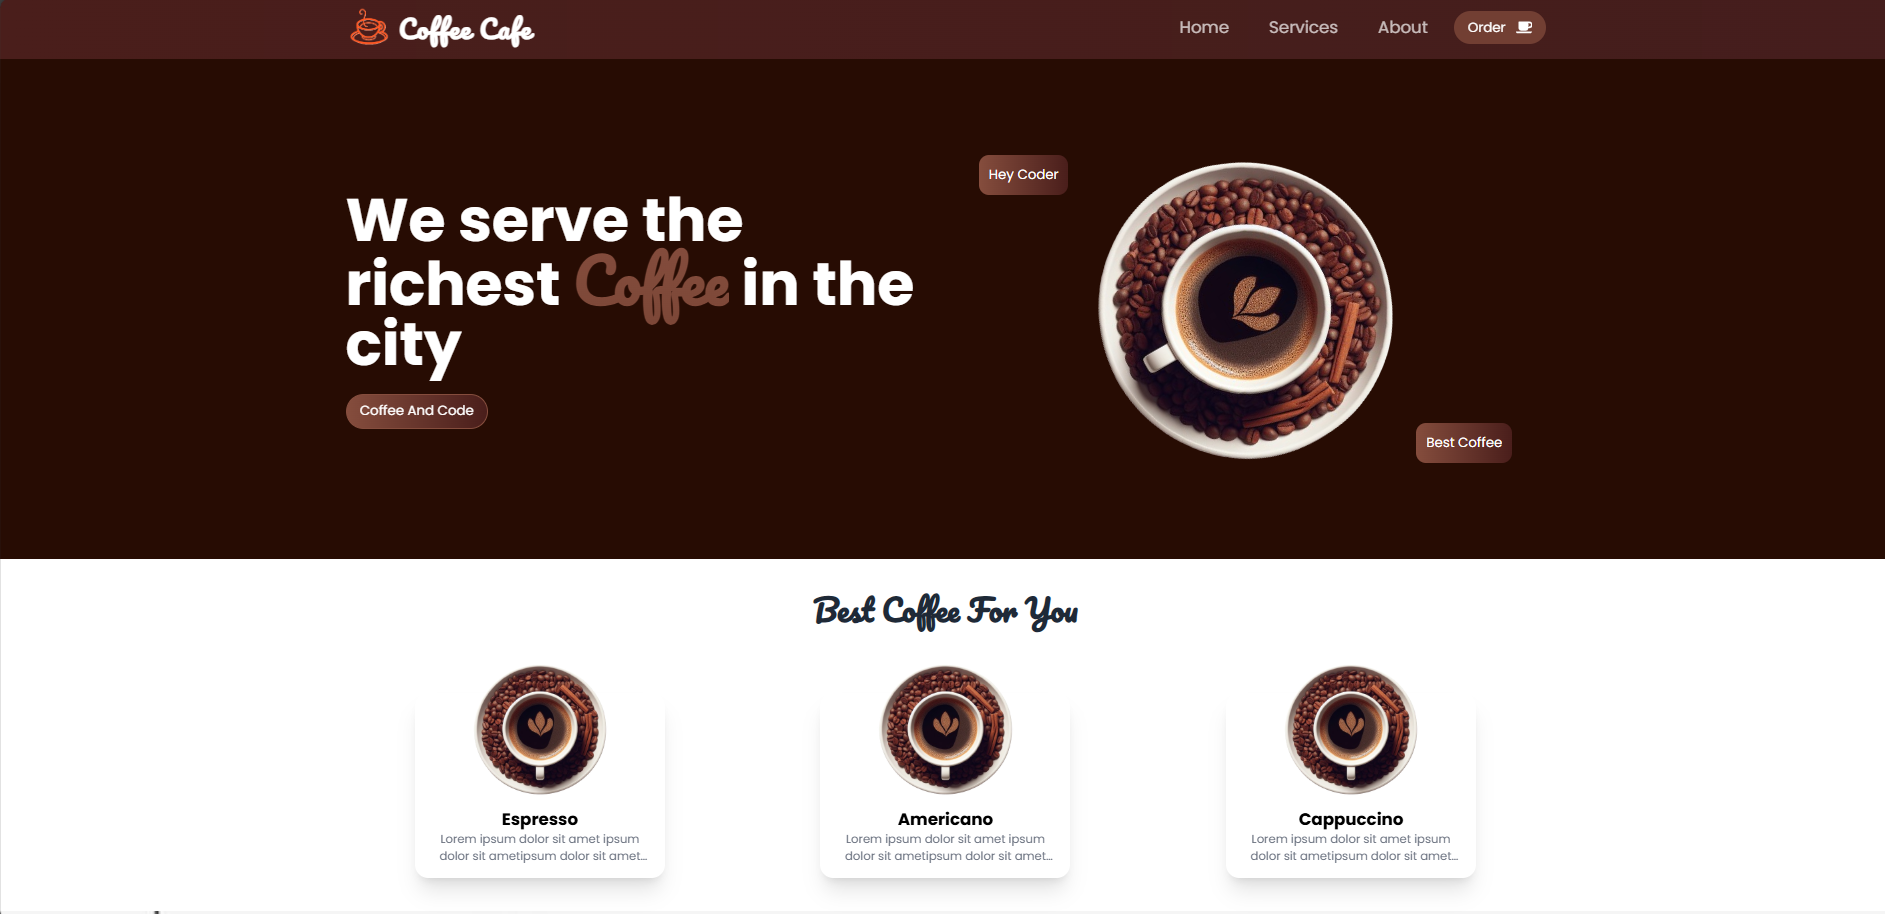 Coffee Cafe
Home
Services
About
Order
Hey Coder
We serve the
richest Coffee in the
city
Coffee And Code
Best Coffee
Best Coffee For You
Espresso
Lorem ipsum dolor sit amet ipsum
dolor sit ametipsum dolor sit amet...
Americano
Lorem ipsum dolor sit amet ipsum
dolor sit ametipsum dolor sit amet...
Cappuccino
Lorem ipsum dolor sit amet ipsum
dolor sit ametipsum dolor sit amet...